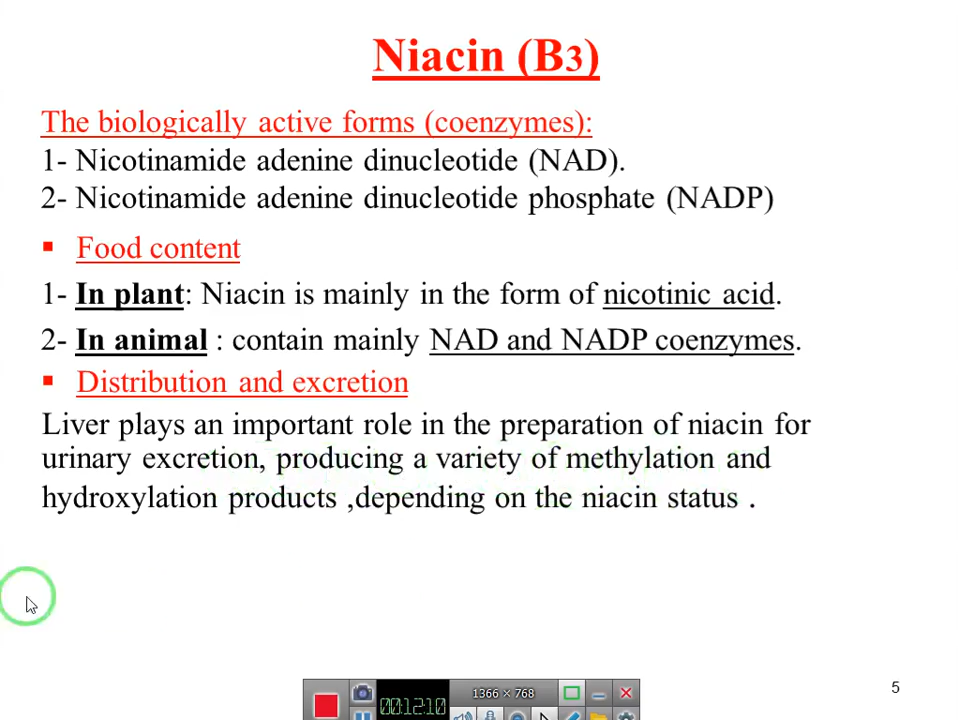 Niacin (B3)
The biologically active forms (coenzymes):
1- Nicotinamide adenine dinucleotide (NAD).
2- Nicotinamide adenine dinucleotide phosphate (NADP)
▪ Food content
1- In plant: Niacin is mainly in the form of nicotinic acid.
2- In animal : contain mainly NAD and NADP coenzymes.
▪ Distribution and excretion
Liver plays an important role in the preparation of niacin for
urinary excretion, producing a variety of methylation and
hydroxylation products ,depending on the niacin status .
5
1366 × 768
00:12:10